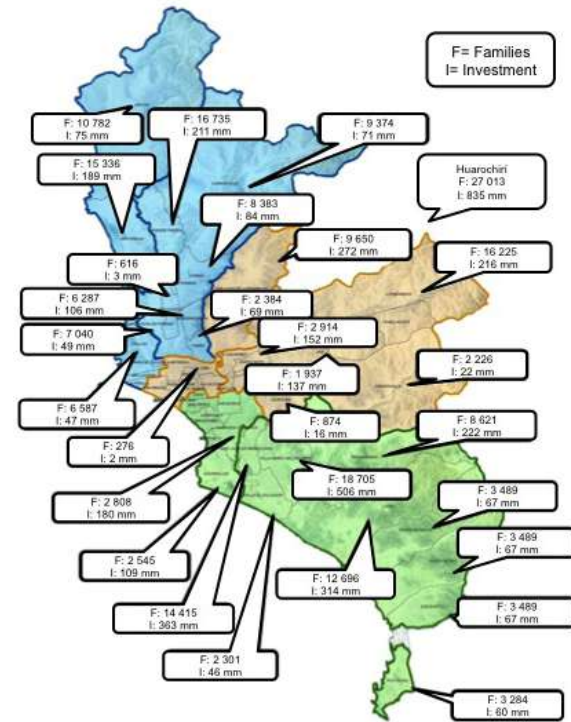 F= Families
I= Investment
F: 10 782
I: 75 mm
F: 16 735
I: 211 mm
F: 9 374
I: 71 mm
F: 15 336
I: 189 mm
Huarochirí
F: 27 013
I: 835 mm
F: 8 383
I: 84 mm
F: 9 650
I: 272 mm
F: 16 225
I: 216 mm
F: 616
I: 3 mm
F: 6 287
I: 106 mm
F: 2 384
I: 69 mm
F: 7 040
I: 49 mm
F: 2 914
I: 152 mm
F: 1 937
I: 137 mm
F: 2 226
I: 22 mm
F: 6 587
I: 47 mm
F: 874
I: 16 mm
F: 8 621
I: 222 mm
F: 276
I: 2 mm
F: 18 705
I: 506 mm
F: 2 808
I: 180 mm
F: 3 489
I: 67 mm
F: 3 489
I: 67 mm
F: 2 545
I: 109 mm
F: 12 696
I: 314 mm
F: 14 415
I: 363 mm
F: 3 489
I: 67 mm
F: 2 301
I: 46 mm
F: 3 284
I: 60 mm